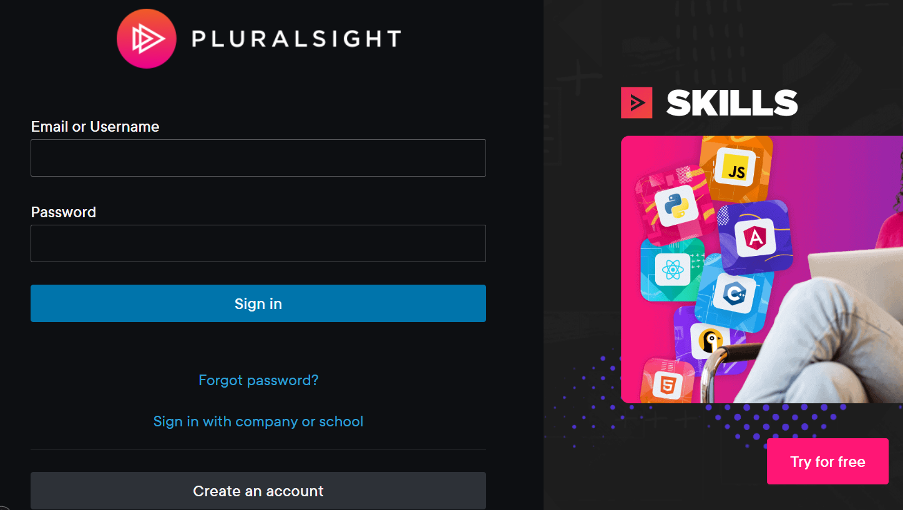 PLURALSIGHT
Email or Username
Password
Sign in
Forgot password?
Sign in with company or school
Create an account
SKILLS
JS
C++
5
Try for free